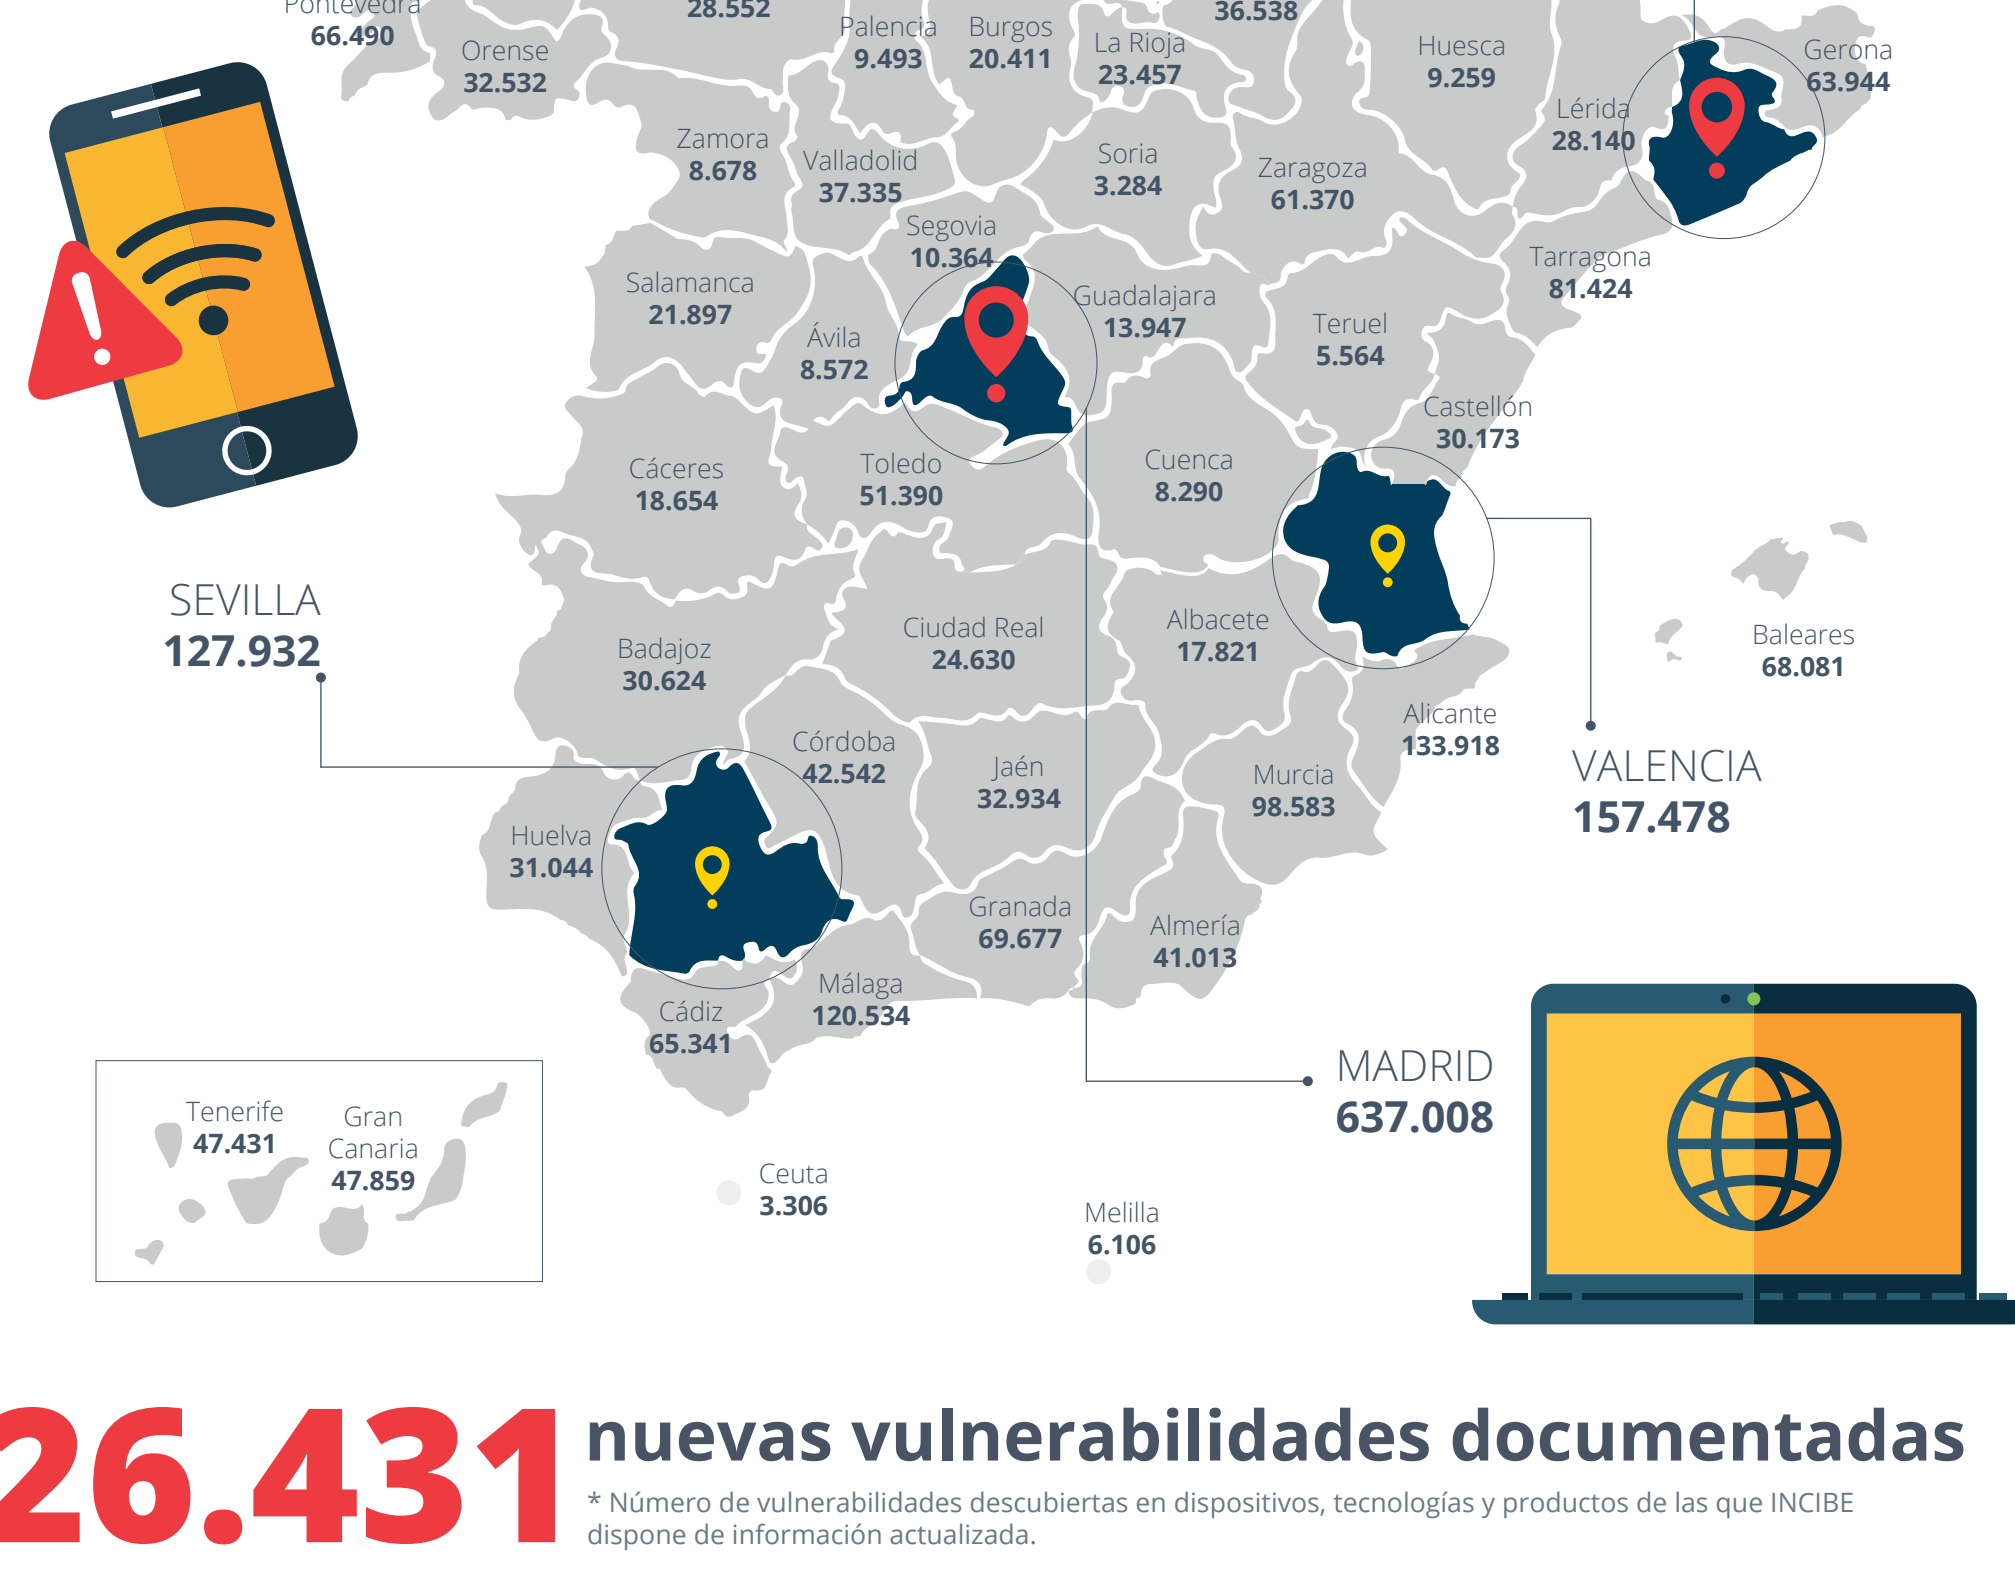 Pontevedra
66.490
28.552
36.538
Orense
32.532
Palencia
9.493
Burgos
20.411
La Rioja
23.457
Huesca
9.259
Gerona
63.944
Lérida
28.140
Zamora
8.678
Valladolid
37.335
Soria
3.284
Zaragoza
61.370
Segovia
10.364
Tarragona
81.424
Salamanca
21.897
Guadalajara
13.947
Ávila
8.572
Teruel
5.564
Castellón
30.173
Cáceres
18.654
Toledo
51.390
Cuenca
8.290
SEVILLA
127.932
Badajoz
30.624
Ciudad Real
24.630
Albacete
17.821
Baleares
68.081
Alicante
133.918
Córdoba
42.542
Jaén
32.934
Murcia
98.583
VALENCIA
157.478
Huelva
31.044
Granada
69.677
Almería
41.013
Málaga
120.534
Cádiz
65.341
MADRID
637.008
Tenerife
47.431
Gran
Canaria
47.859
Ceuta
3.306
Melilla
6.106
26.431
nuevas vulnerabilidades documentadas
* Número de vulnerabilidades descubiertas en dispositivos, tecnologías y productos de las que INCIBE
dispone de información actualizada.